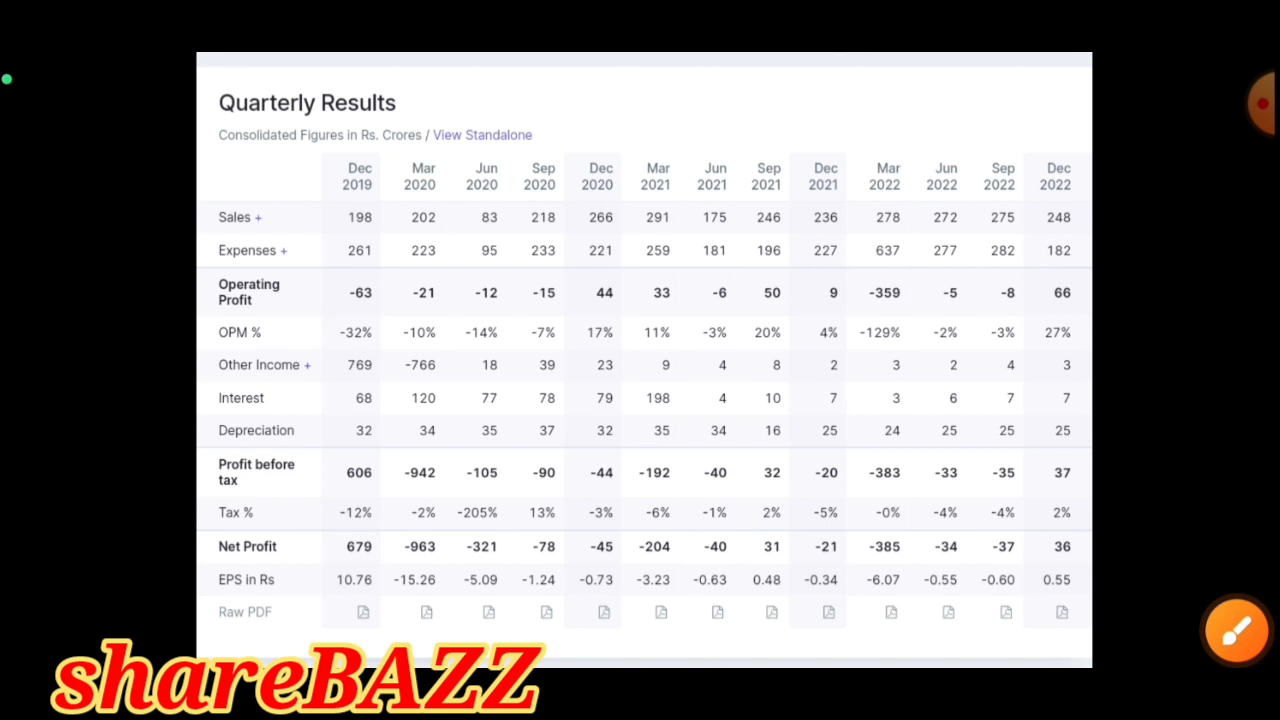 Quarterly Results
Consolidated Figures in Rs. Crores / View Standalone
Dec 2019 Mar 2020 Jun 2020 Sep 2020 Dec 2020 Mar 2021 Jun 2021 Sep 2021 Dec 2021 Mar 2022 Jun 2022 Sep 2022 Dec 2022
Sales + 198 202 83 218 266 291 175 246 236 278 272 275 248
Expenses + 261 223 95 233 221 259 181 196 227 637 277 282 182
Operating Profit -63 -21 -12 -15 44 33 -6 50 9 -359 -5 -8 66
OPM % -32% -10% -14% -7% 17% 11% -3% 20% 4% -129% -2% -3% 27%
Other Income + 769 -766 18 39 23 9 4 8 2 3 2 4 3
Interest 68 120 77 78 79 198 4 10 7 3 6 7 7
Depreciation 32 34 35 37 32 35 34 16 25 24 25 25 25
Profit before tax 606 -942 -105 -90 -44 -192 -40 32 -20 -383 -33 -35 37
Tax % -12% -2% -205% 13% -3% -6% -1% 2% -5% -0% -4% -4% 2%
Net Profit 679 -963 -321 -78 -45 -204 -40 31 -21 -385 -34 -37 36
EPS in Rs 10.76 -15.26 -5.09 -1.24 -0.73 -3.23 -0.63 0.48 -0.34 -6.07 -0.55 -0.60 0.55
Raw PDF
shareBAZZ